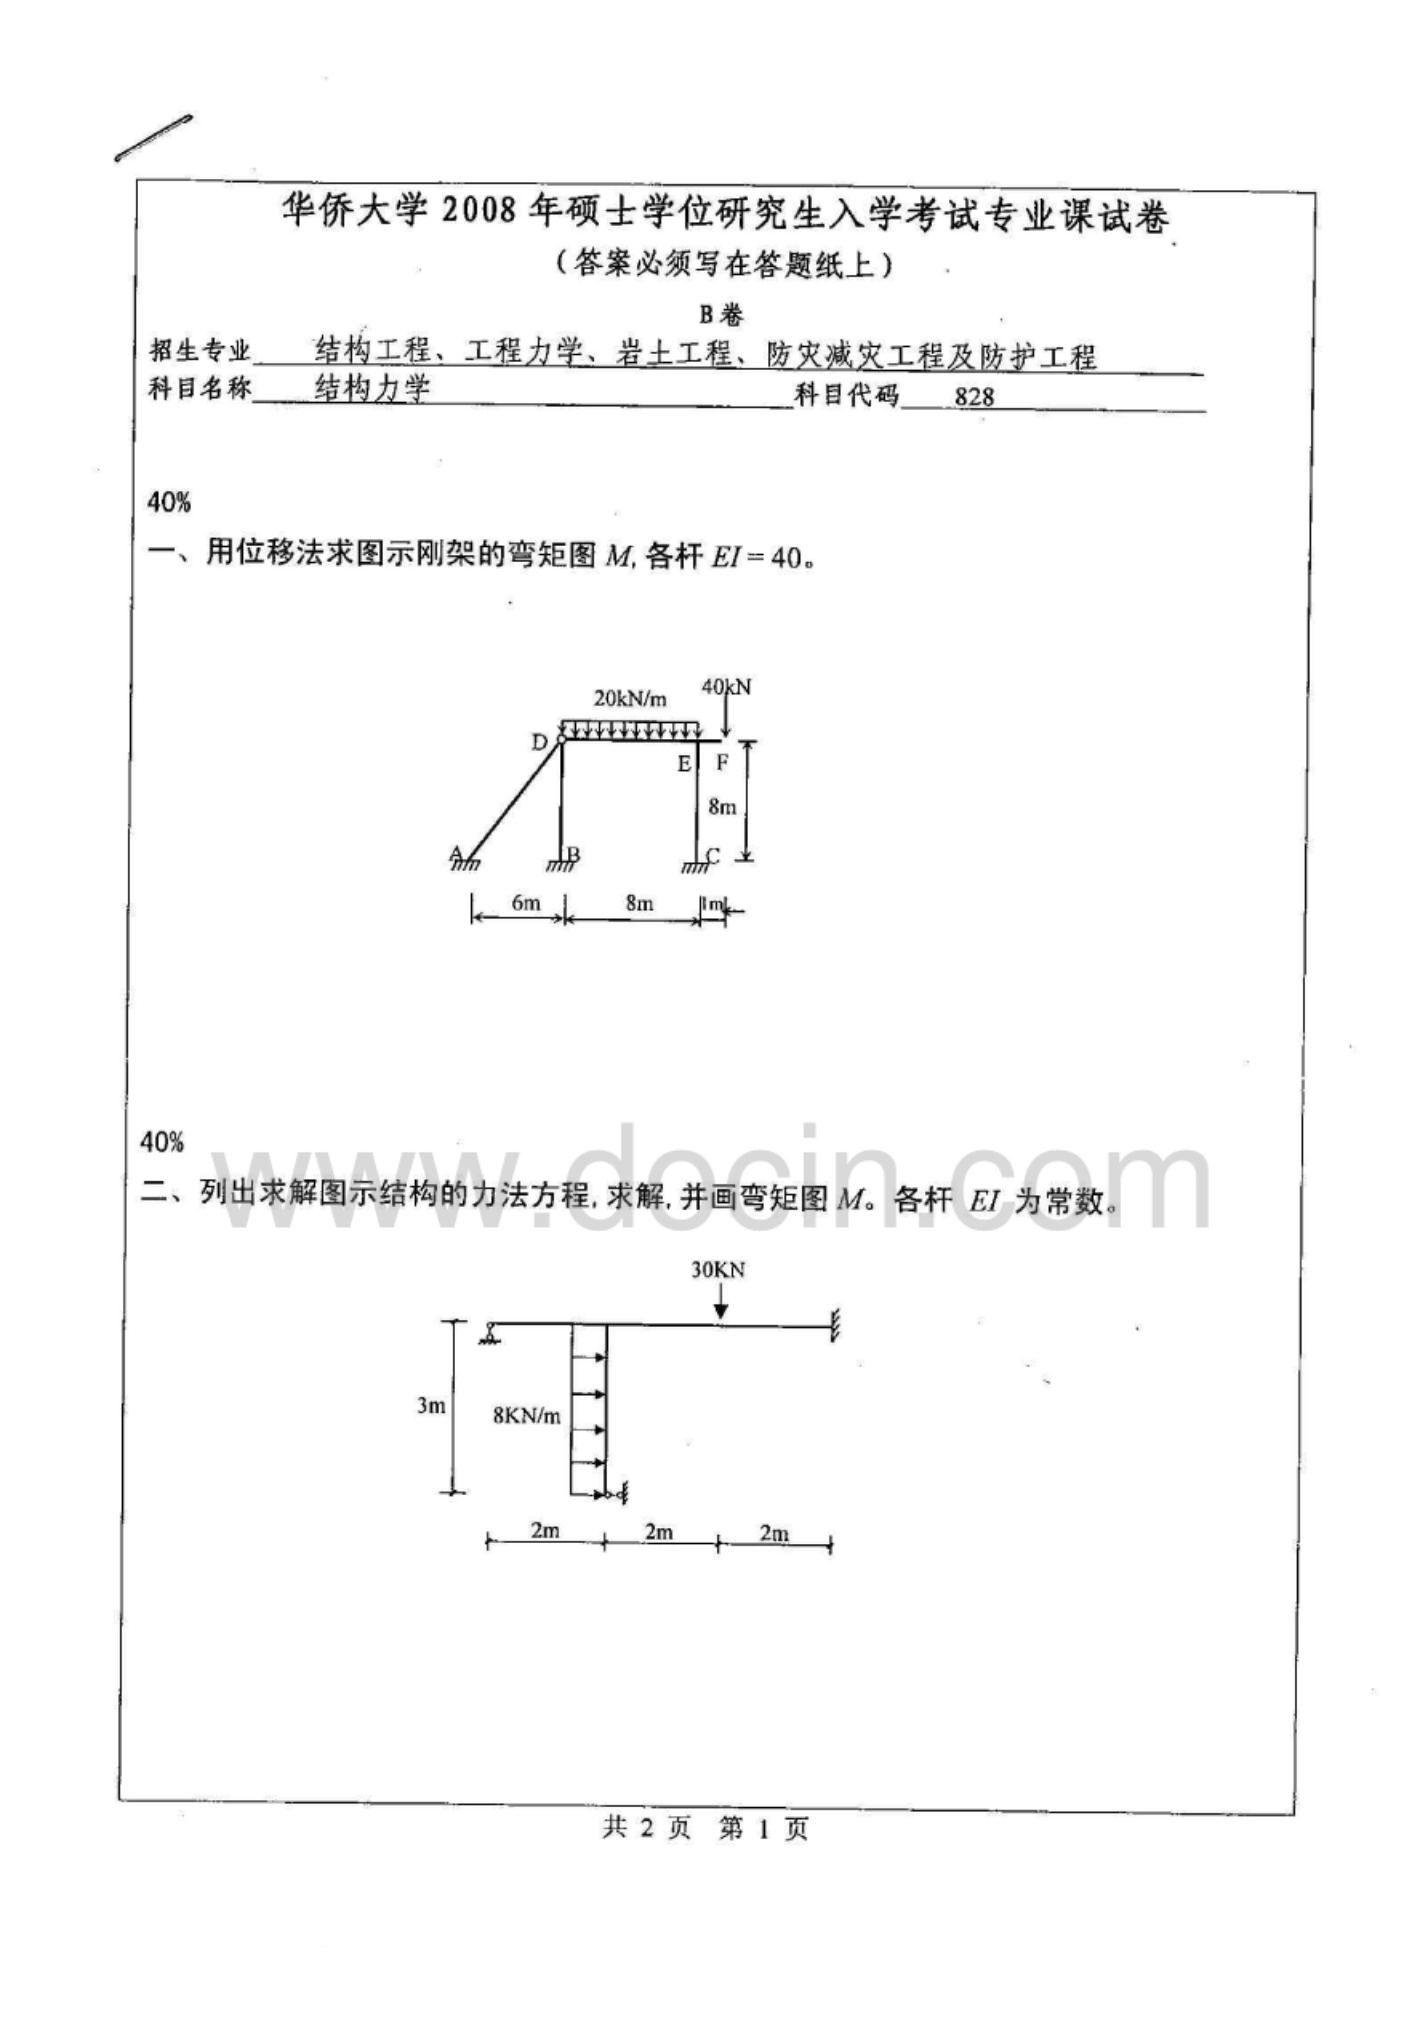 华侨大学 2008 年硕士学位研究生入学考试专业课试卷
（答案必须写在答题纸上）
B 卷
招生专业 结构工程、工程力学、岩土工程、防灾减灾工程及防护工程
科目名称 结构力学 科目代码 828
40%
一、用位移法求图示刚架的弯矩图 M, 各杆 EI = 40。
20kN/m 40kN
D
E F
8m
A B C
6m 8m 1m
40%
www.docin.com
二、列出求解图示结构的力法方程, 求解, 并画弯矩图 M。各杆 EI 为常数。
30KN
3m 8KN/m
2m 2m 2m
共 2 页 第 1 页